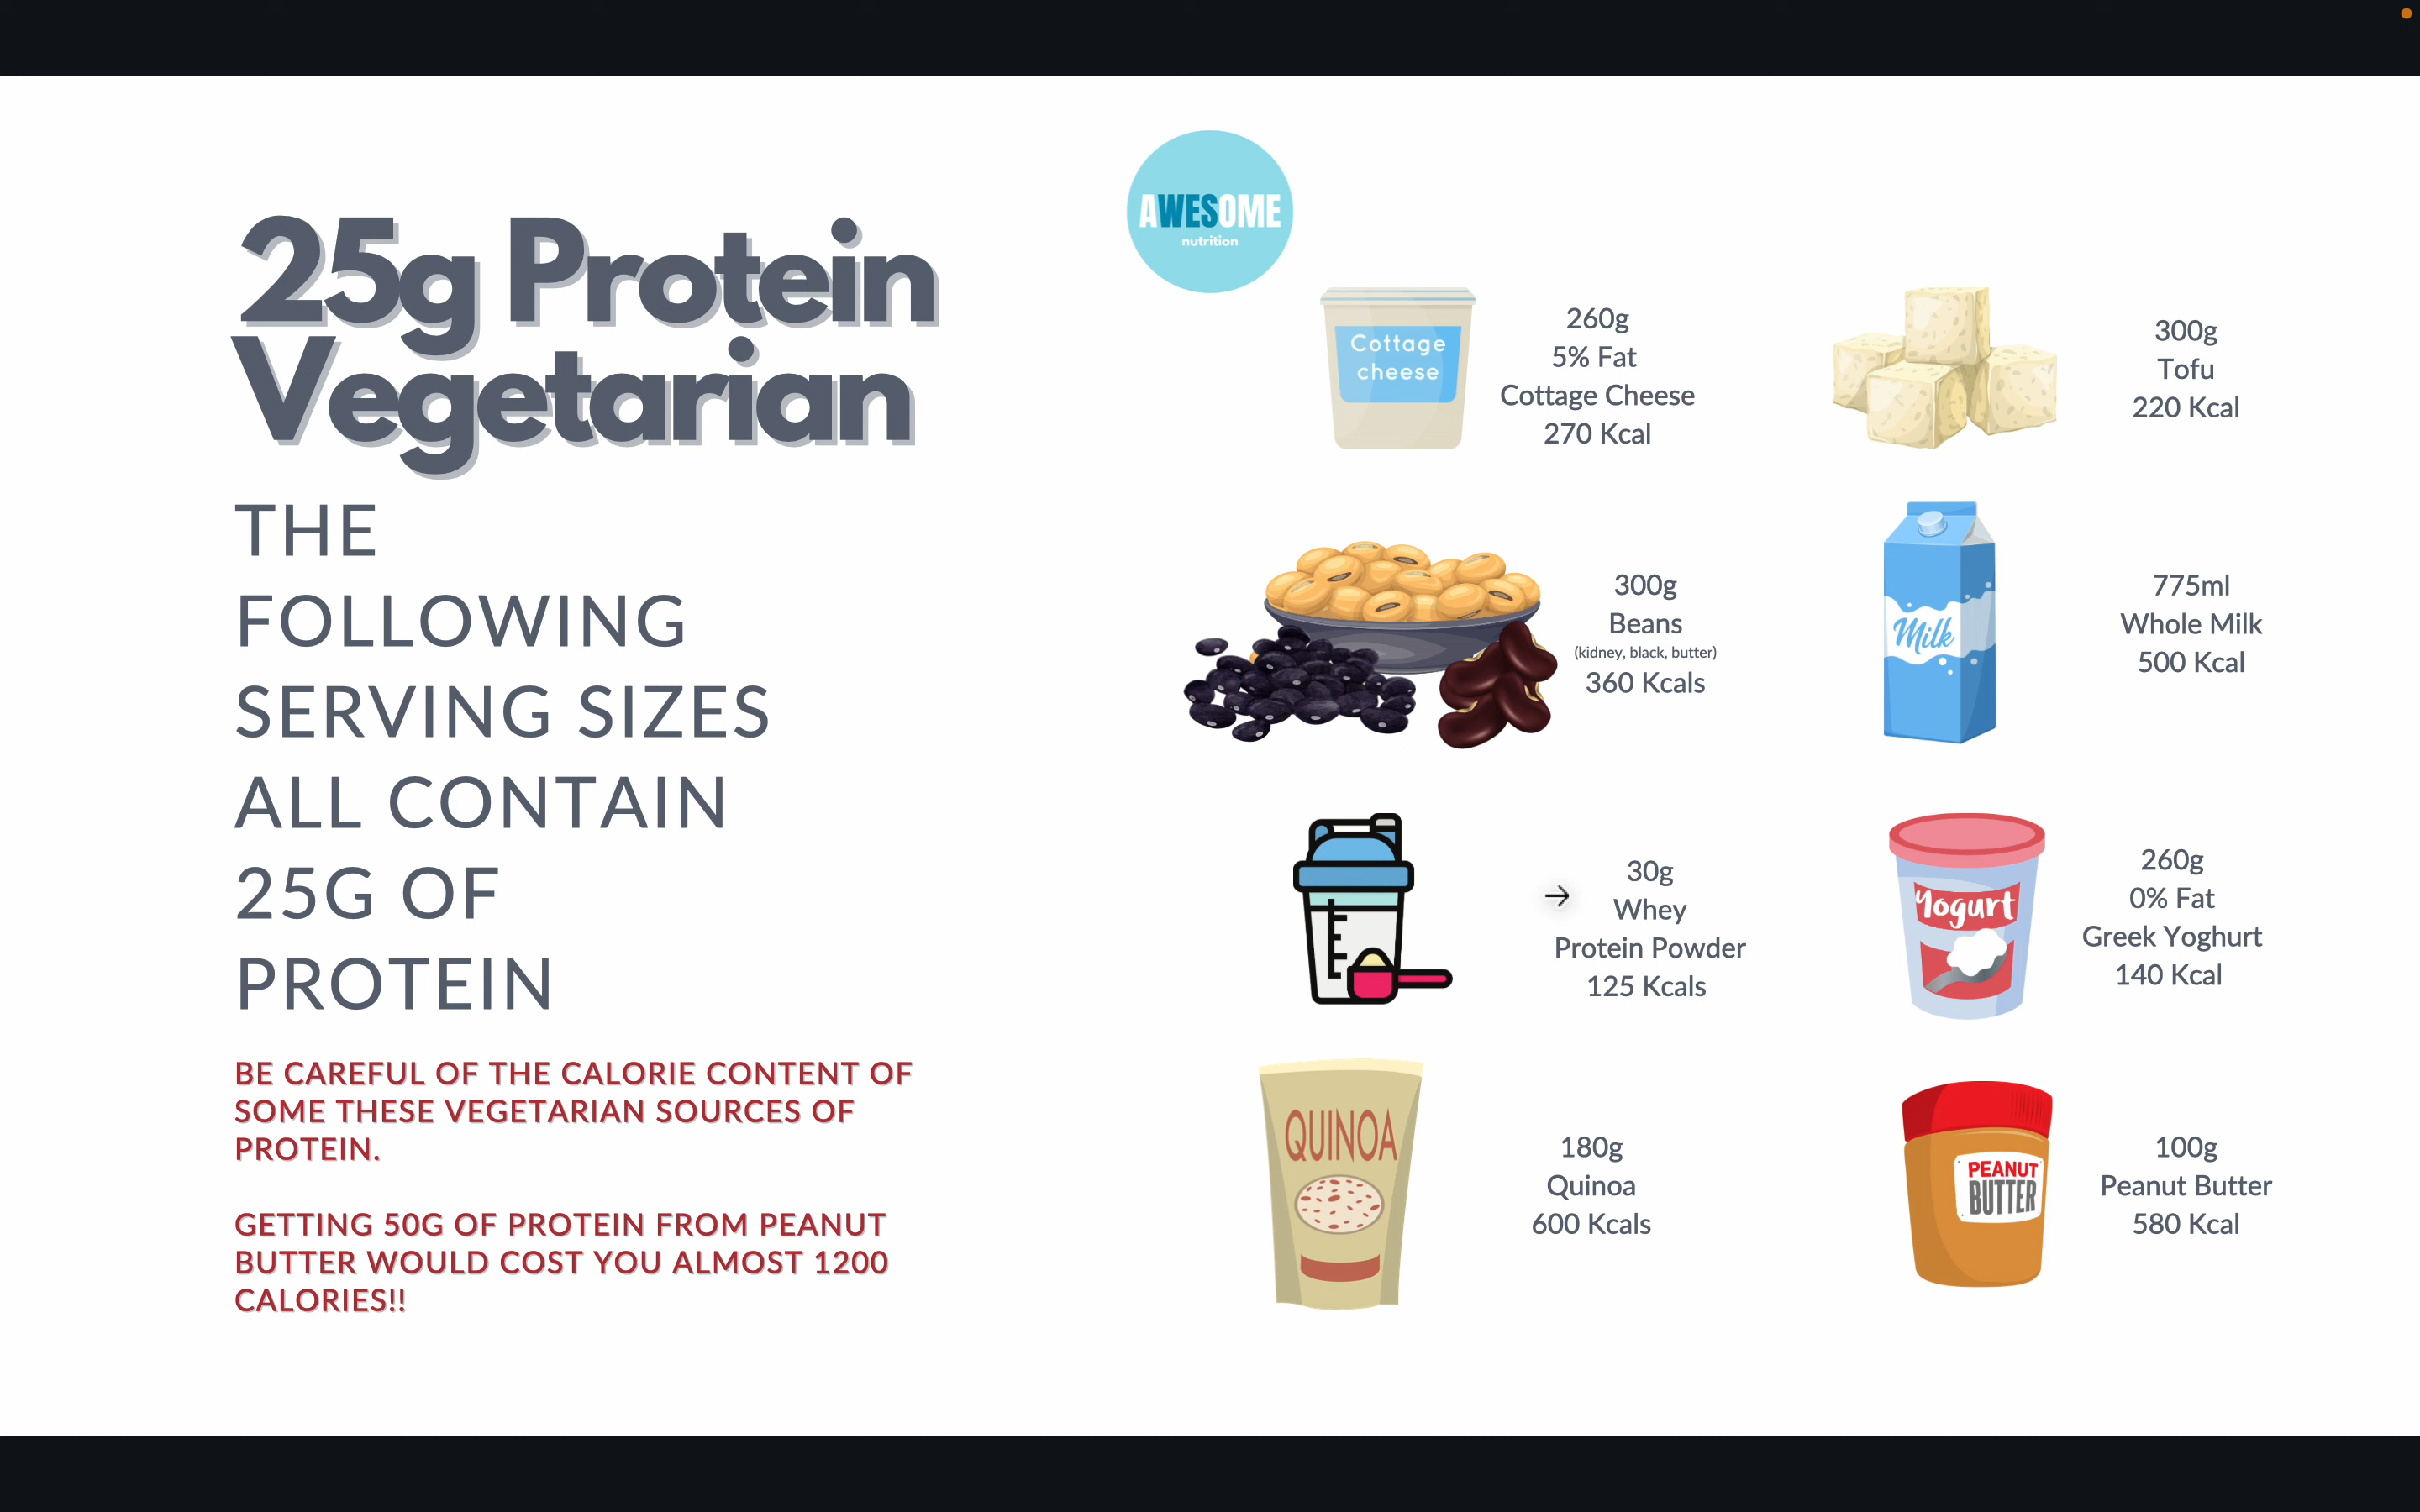 25g Protein
Vegetarian
THE
FOLLOWING
SERVING SIZES
ALL CONTAIN
25G OF
PROTEIN
BE CAREFUL OF THE CALORIE CONTENT OF
SOME THESE VEGETARIAN SOURCES OF
PROTEIN.
GETTING 50G OF PROTEIN FROM PEANUT
BUTTER WOULD COST YOU ALMOST 1200
CALORIES!!
AWESOME
nutrition
Cottage
cheese
260g
5% Fat
Cottage Cheese
270 Kcal
300g
Tofu
220 Kcal
300g
Beans
(kidney, black, butter)
360 Kcals
Milk
775ml
Whole Milk
500 Kcal
30g
Whey
Protein Powder
125 Kcals
Yogurt
260g
0% Fat
Greek Yoghurt
140 Kcal
QUINOA
180g
Quinoa
600 Kcals
PEANUT
BUTTER
100g
Peanut Butter
580 Kcal